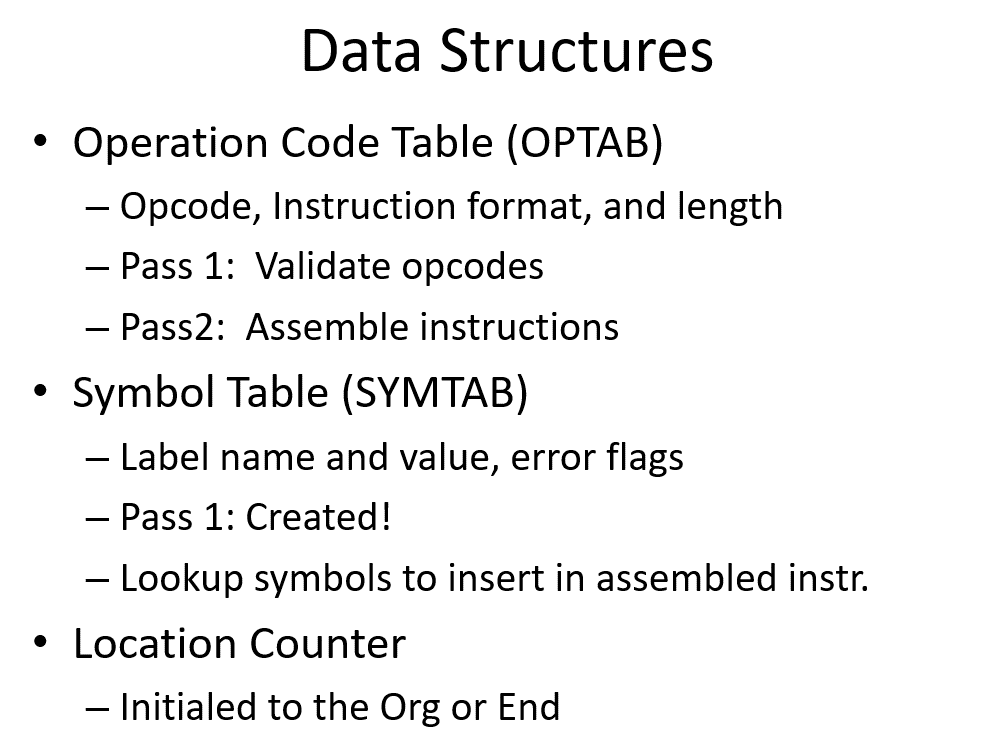 Data Structures
• Operation Code Table (OPTAB)
– Opcode, Instruction format, and length
– Pass 1:  Validate opcodes
– Pass2:  Assemble instructions
• Symbol Table (SYMTAB)
– Label name and value, error flags
– Pass 1: Created!
– Lookup symbols to insert in assembled instr.
• Location Counter
– Initialed to the Org or End